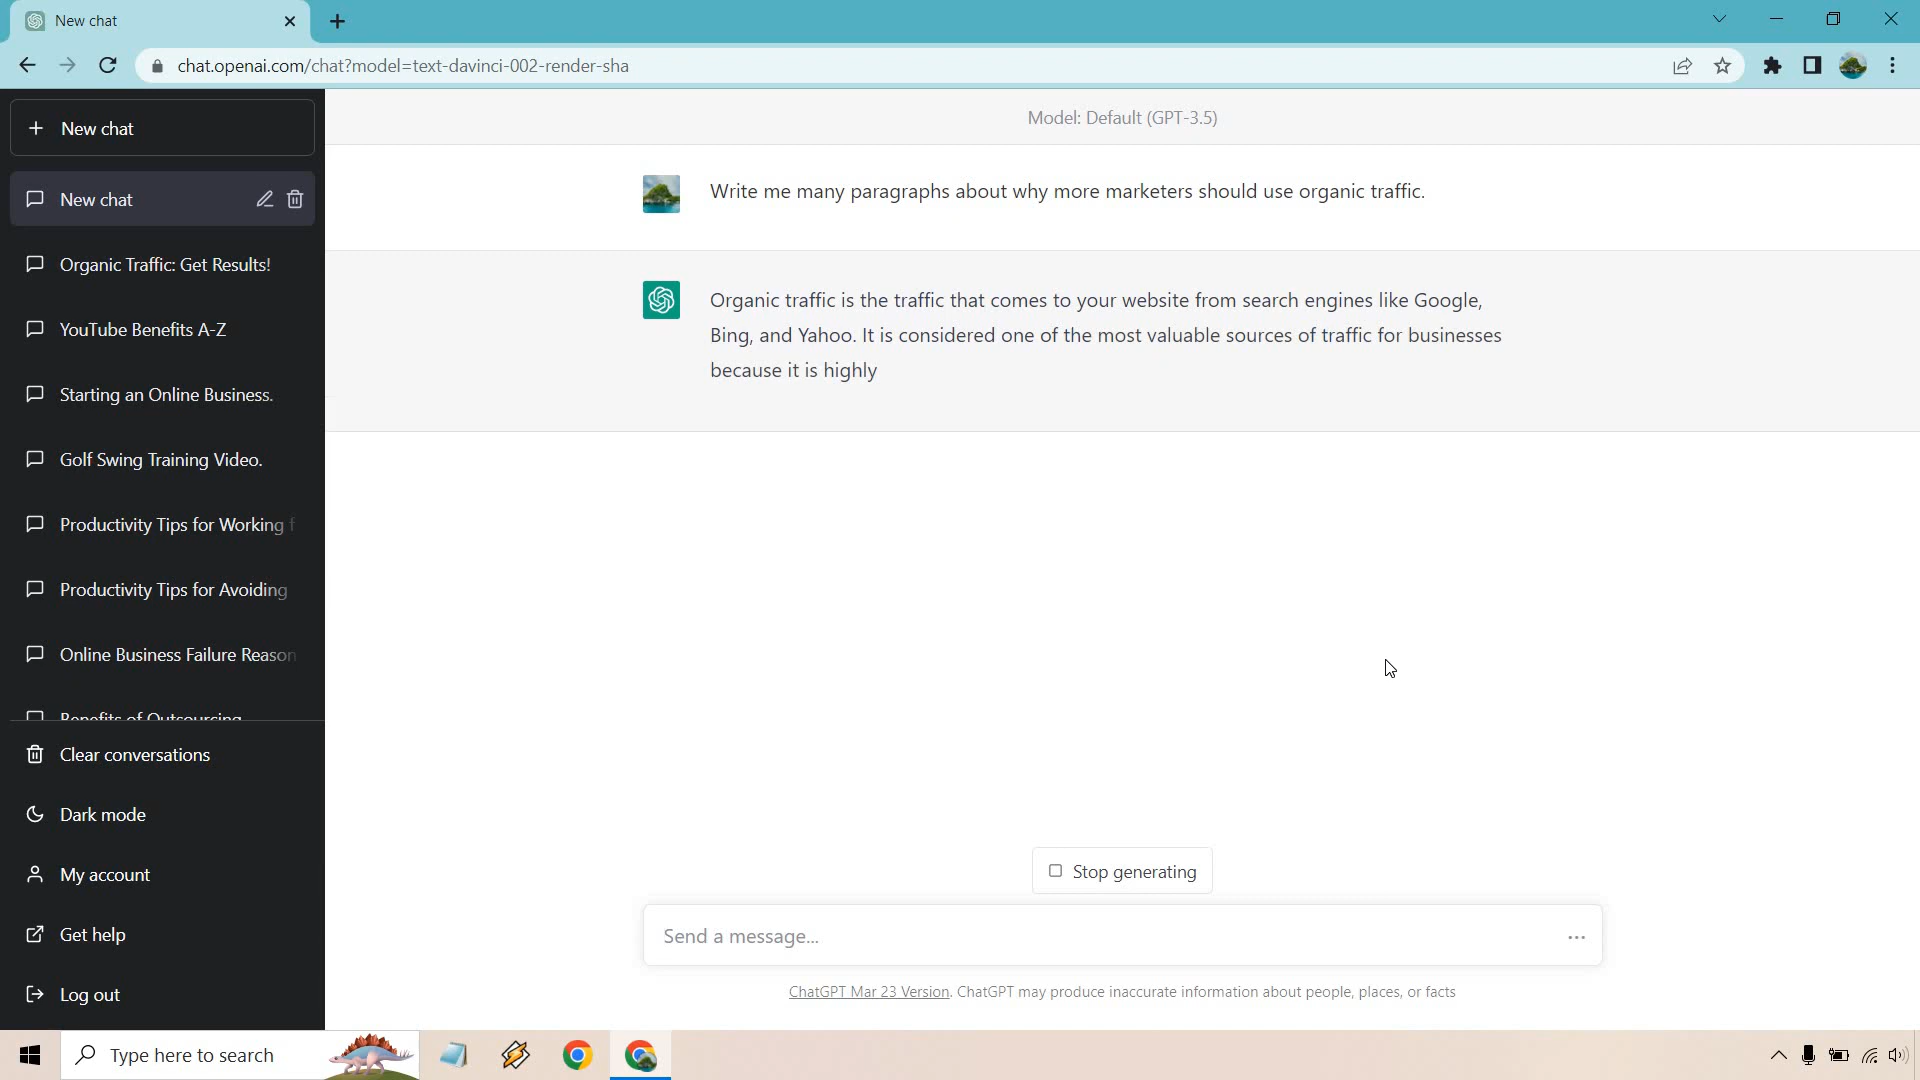 New chat
chat.openai.com/chat?model=text-davinci-002-render-sha
New chat
New chat
Organic Traffic: Get Results!
YouTube Benefits A-Z
Starting an Online Business.
Golf Swing Training Video.
Productivity Tips for Working f
Productivity Tips for Avoiding
Online Business Failure Reason
Benefits of Outsourcing
Clear conversations
Dark mode
My account
Get help
Log out
Model: Default (GPT-3.5)
Write me many paragraphs about why more marketers should use organic traffic.
Organic traffic is the traffic that comes to your website from search engines like Google,
Bing, and Yahoo. It is considered one of the most valuable sources of traffic for businesses
because it is highly
Stop generating
Send a message...
ChatGPT Mar 23 Version. ChatGPT may produce inaccurate information about people, places, or facts
Type here to search